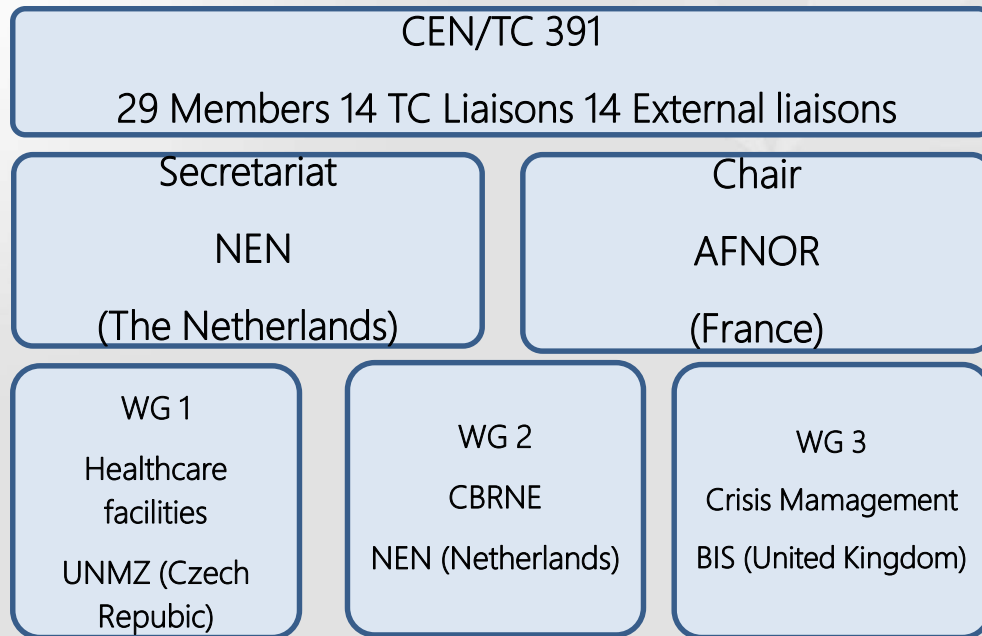 CEN/TC 391
29 Members 14 TC Liaisons 14 External liaisons
Secretariat
NEN
(The Netherlands)
Chair
AFNOR
(France)
WG 1
Healthcare
facilities
UNMZ (Czech
Repubic)
WG 2
CBRNE
NEN (Netherlands)
WG 3
Crisis Mamagement
BIS (United Kingdom)